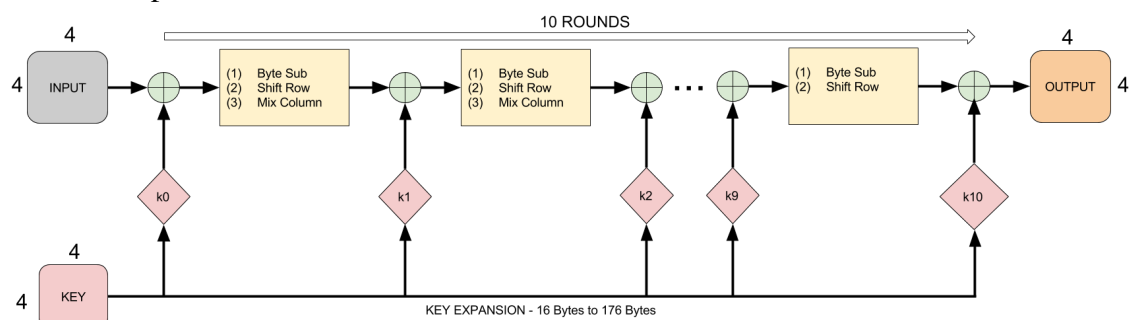 10 ROUNDS
4
4
INPUT
(1) Byte Sub
(2) Shift Row
(3) Mix Column
(1) Byte Sub
(2) Shift Row
(3) Mix Column
(1) Byte Sub
(2) Shift Row
4
OUTPUT
4
k0
k1
k2
k9
k10
4
4
KEY
KEY EXPANSION - 16 Bytes to 176 Bytes